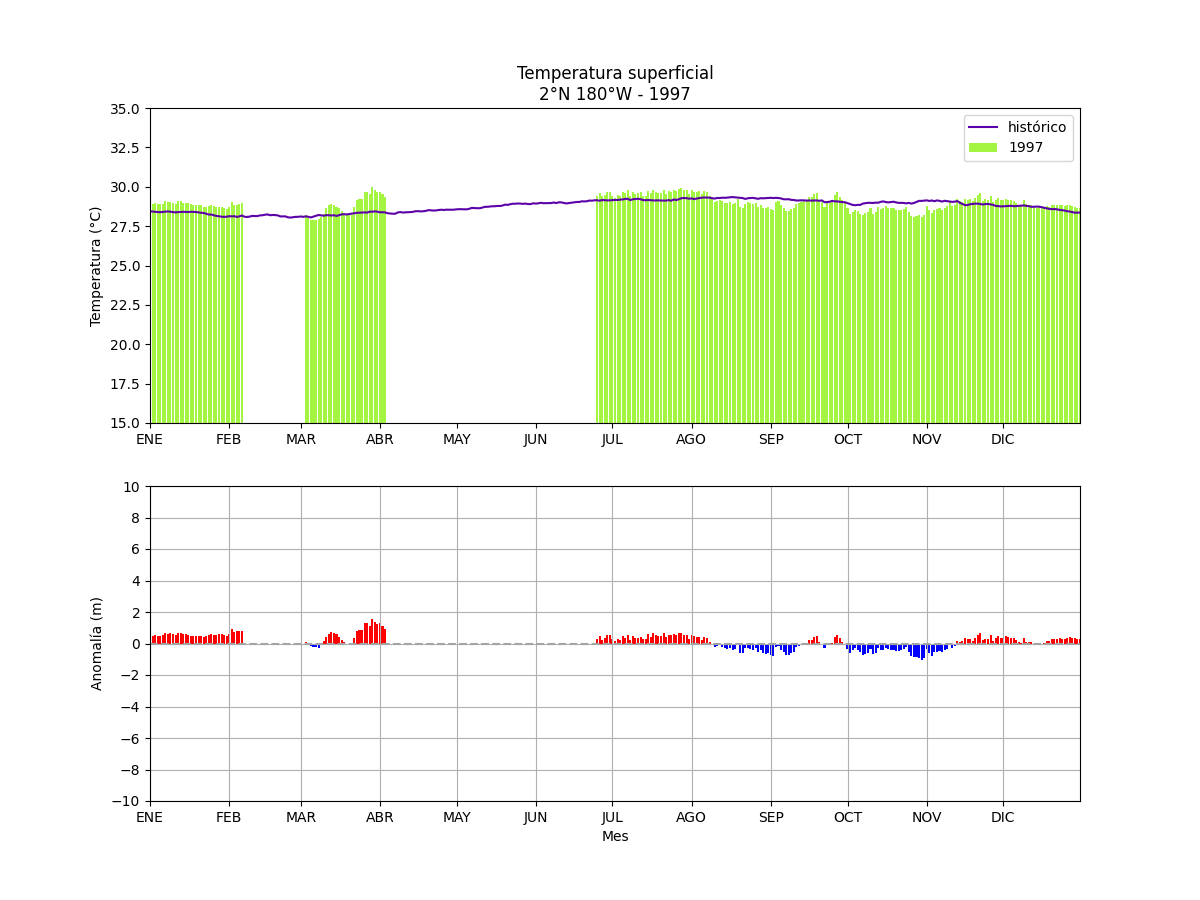 Temperatura superficial
2°N 180°W - 1997
histórico
1997
Temperatura (°C)
35.0
32.5
30.0
27.5
25.0
22.5
20.0
17.5
15.0
ENE FEB MAR ABR MAY JUN JUL AGO SEP OCT NOV DIC
Anomalía (m)
10
8
6
4
2
0
−2
−4
−6
−8
−10
ENE FEB MAR ABR MAY JUN JUL AGO SEP OCT NOV DIC
Mes